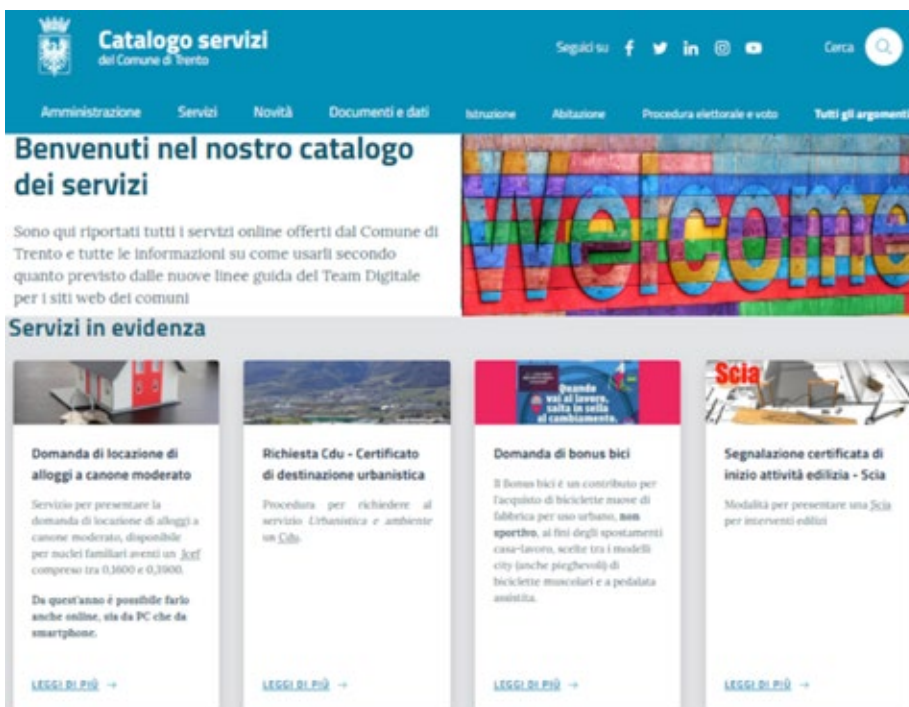 Catalogo servizi
del Comune di Trento
Seguici su
Cerca
Amministrazione Servizi Novità Documenti e dati Istruzione Abitazione Procedura elettorale e voto Tutti gli argomenti
Benvenuti nel nostro catalogo
dei servizi
Sono qui riportati tutti i servizi online offerti dal Comune di
Trento e tutte le informazioni su come usarli secondo
quanto previsto dalle nuove linee guida del Team Digitale
per i siti web dei comuni
Welcome
Servizi in evidenza
Domanda di locazione di
alloggi a canone moderato
Servizio per presentare la
domanda di locazione di alloggi a
canone moderato, disponibile
per nuclei familiari aventi un Icef
compreso tra 0,1600 e 0,3900.
Da quest'anno è possibile farlo
anche online, sia da PC che da
smartphone.
LEGGI DI PIÙ →
Richiesta Cdu - Certificato
di destinazione urbanistica
Procedura per richiedere al
servizio Urbanistica e ambiente
un Cdu.
LEGGI DI PIÙ →
Quando
vai al lavoro,
salta in sella
al cambiamento.
Domanda di bonus bici
Il Bonus bici è un contributo per
l'acquisto di biciclette nuove di
fabbrica per uso urbano, non
sportivo, ai fini degli spostamenti
casa-lavoro, scelte tra i modelli
city (anche pieghevoli) di
biciclette muscolari e a pedalata
assistita.
LEGGI DI PIÙ →
Scia
Segnalazione certificata di
inizio attività edilizia - Scia
Modalità per presentare una Scia
per interventi edilizi
LEGGI DI PIÙ →